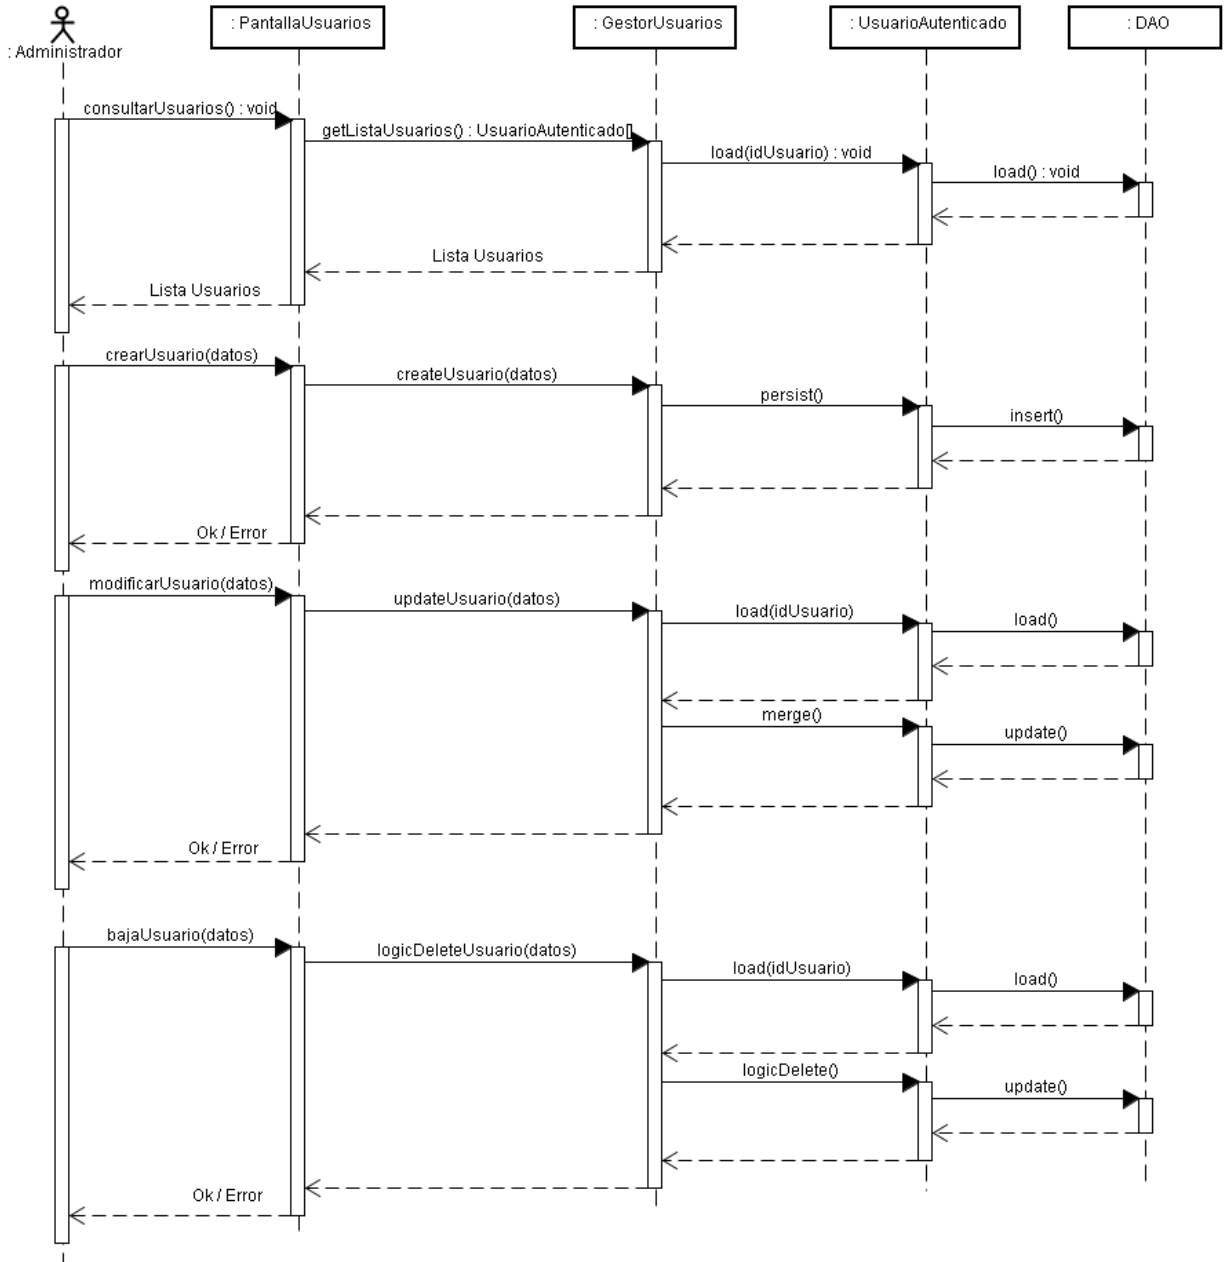 : Administrador
: PantallaUsuarios
: GestorUsuarios
: UsuarioAutenticado
: DAO
consultarUsuarios() : void
getListaUsuarios() : UsuarioAutenticado[]
load(idUsuario) : void
load() : void
Lista Usuarios
Lista Usuarios
crearUsuario(datos)
createUsuario(datos)
persist()
insert()
Ok / Error
modificarUsuario(datos)
updateUsuario(datos)
load(idUsuario)
load()
merge()
update()
Ok / Error
bajaUsuario(datos)
logicDeleteUsuario(datos)
load(idUsuario)
load()
logicDelete()
update()
Ok / Error